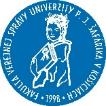 FAKULTA VEREJNEJ SPRÁVY UNIVERZITY P. J. ŠAFÁRIKA V KOŠICIACH
· 1998 ·